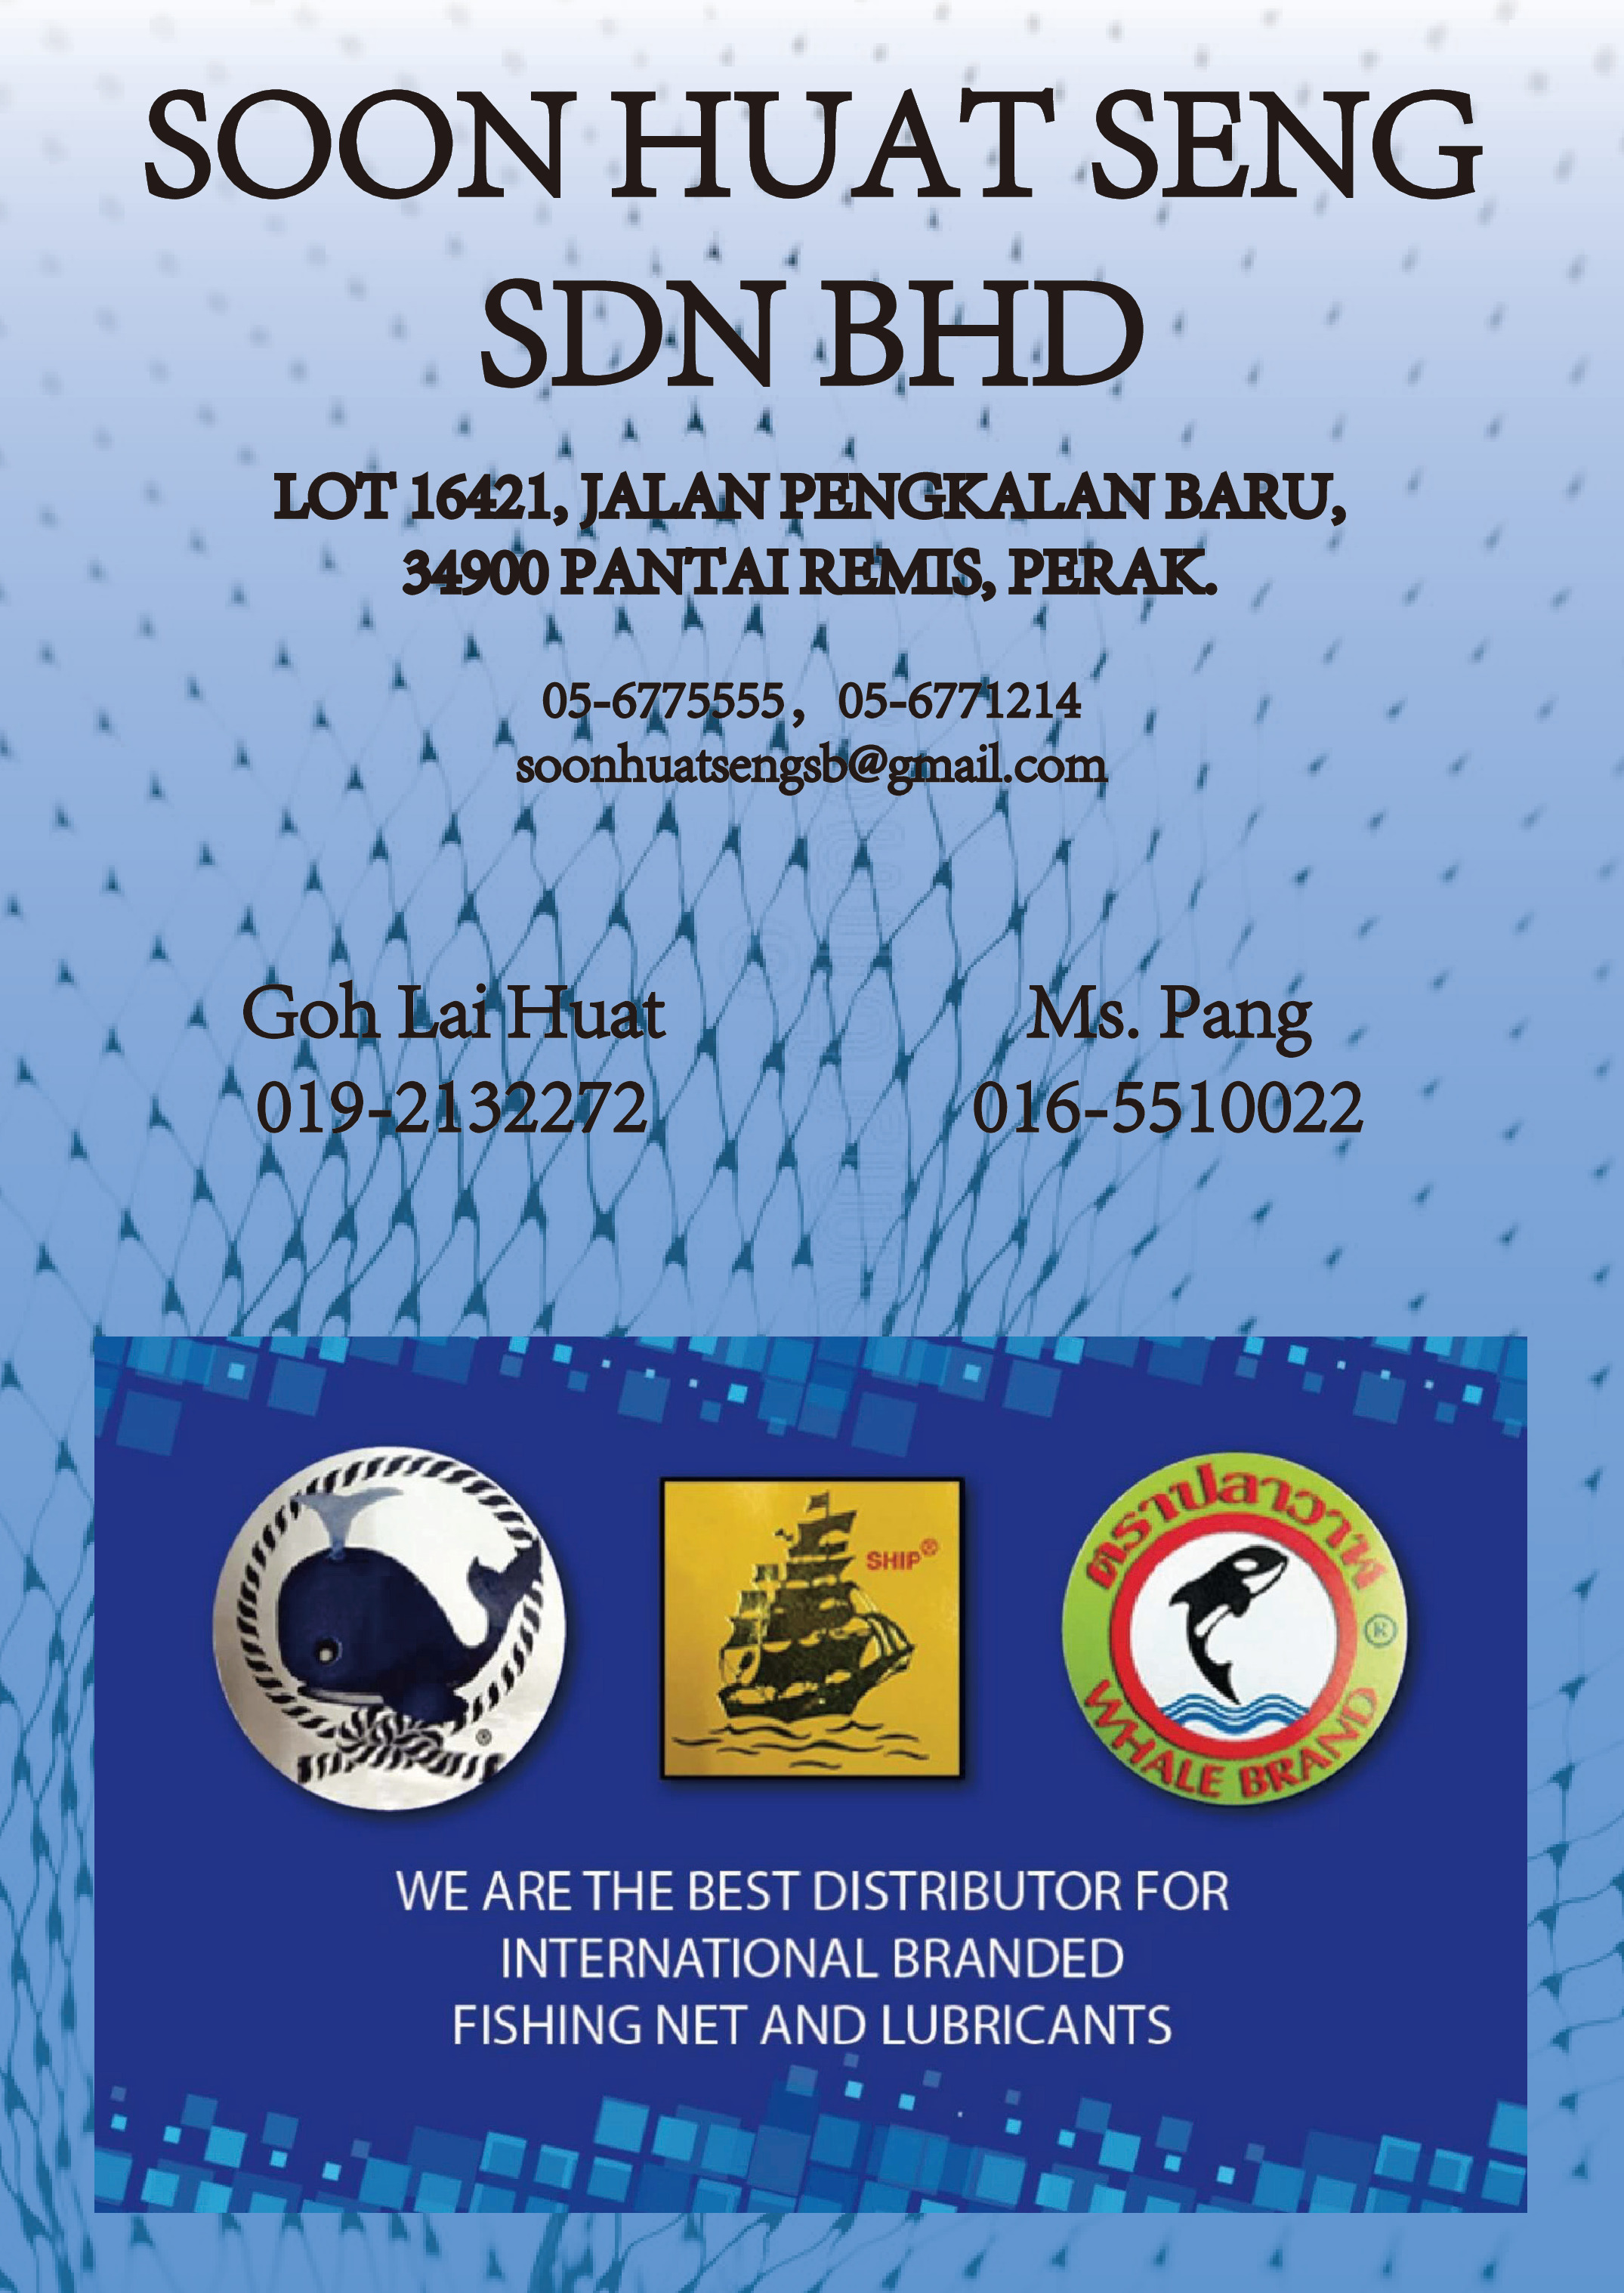 SOON HUAT SENG
SDN BHD
LOT 16421, JALAN PENGKALAN BARU,
34900 PANTAI REMIS, PERAK.
05-6775555, 05-6771214
soonhuatsengsb@gmail.com
Goh Lai Huat
019-2132272
Ms. Pang
016-5510022
®
SHIP®
ตราปลาวาฬ
®
WHALE BRAND
WE ARE THE BEST DISTRIBUTOR FOR
INTERNATIONAL BRANDED
FISHING NET AND LUBRICANTS